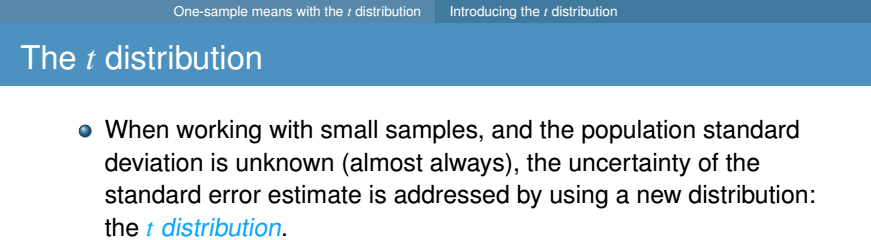 One-sample means with the t distribution Introducing the t distribution
The t distribution
When working with small samples, and the population standard
deviation is unknown (almost always), the uncertainty of the
standard error estimate is addressed by using a new distribution:
the t distribution.